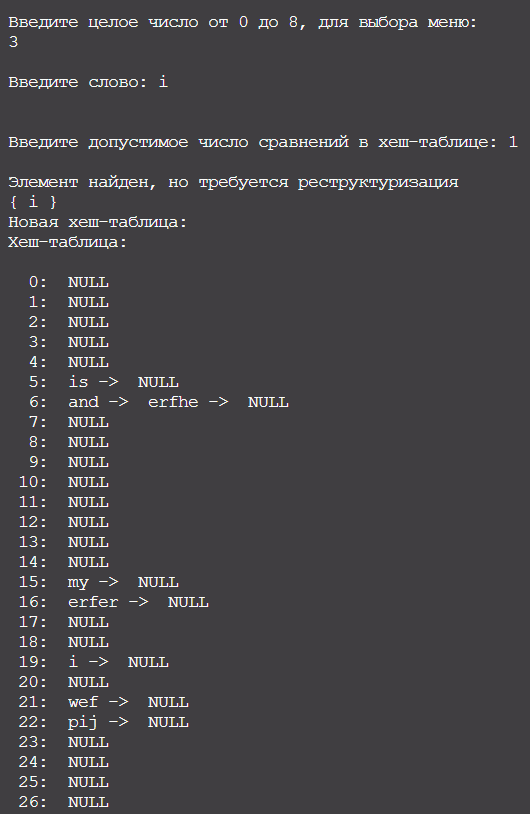 Введите целое число от 0 до 8, для выбора меню:
3
Введите слово: i
Введите допустимое число сравнений в хеш-таблице: 1
Элемент найден, но требуется реструктуризация
{ i }
Новая хеш-таблица:
Хеш-таблица:
0: NULL
1: NULL
2: NULL
3: NULL
4: NULL
5: is -> NULL
6: and -> erfhe -> NULL
7: NULL
8: NULL
9: NULL
10: NULL
11: NULL
12: NULL
13: NULL
14: NULL
15: my -> NULL
16: erfer -> NULL
17: NULL
18: NULL
19: i -> NULL
20: NULL
21: wef -> NULL
22: pij -> NULL
23: NULL
24: NULL
25: NULL
26: NULL